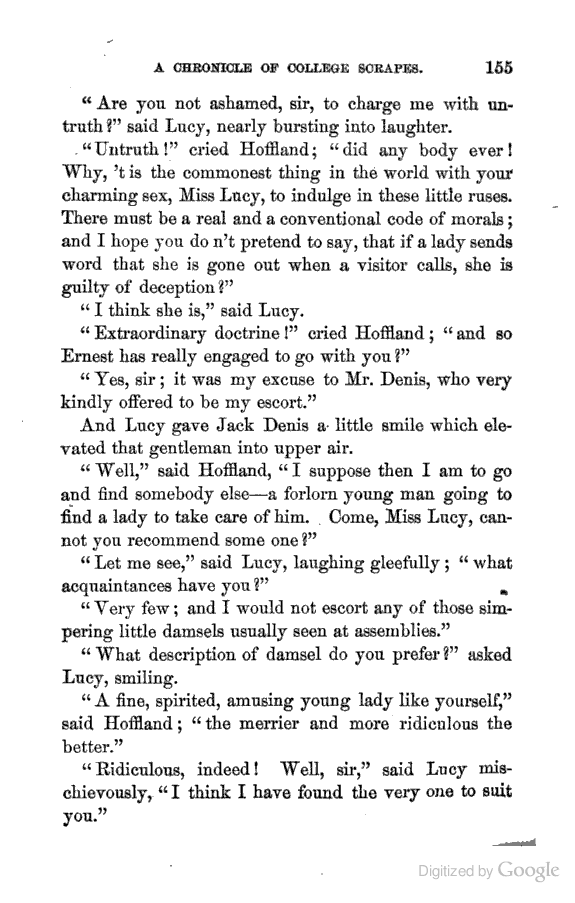 A CHRONICLE OF COLLEGE SCRAPES. 155
“Are you not ashamed, sir, to charge me with un-
truth?” said Lucy, nearly bursting into laughter.
“Untruth!” cried Hoffland; “did any body ever!
Why, ’t is the commonest thing in the world with your
charming sex, Miss Lucy, to indulge in these little ruses.
There must be a real and a conventional code of morals;
and I hope you do n’t pretend to say, that if a lady sends
word that she is gone out when a visitor calls, she is
guilty of deception?”
“I think she is,” said Lucy.
“Extraordinary doctrine!” cried Hoffland; “and so
Ernest has really engaged to go with you?”
“Yes, sir; it was my excuse to Mr. Denis, who very
kindly offered to be my escort.”
And Lucy gave Jack Denis a little smile which ele-
vated that gentleman into upper air.
“Well,” said Hoffland, “I suppose then I am to go
and find somebody else—a forlorn young man going to
find a lady to take care of him. Come, Miss Lucy, can-
not you recommend some one?”
“Let me see,” said Lucy, laughing gleefully; “what
acquaintances have you?”
“Very few; and I would not escort any of those sim-
pering little damsels usually seen at assemblies.”
“What description of damsel do you prefer?” asked
Lucy, smiling.
“A fine, spirited, amusing young lady like yourself,”
said Hoffland; “the merrier and more ridiculous the
better.”
“Ridiculous, indeed! Well, sir,” said Lucy mis-
chievously, “I think I have found the very one to suit
you.”
Digitized by Google